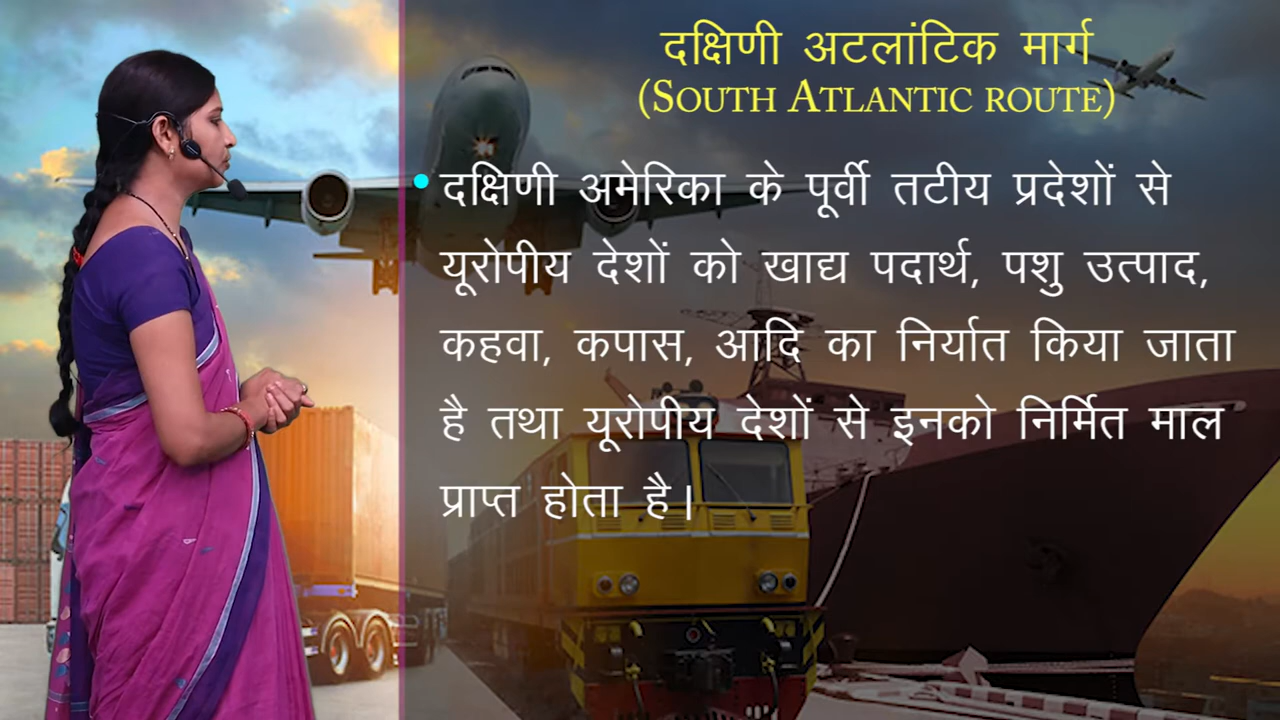 दक्षिणी अटलांटिक मार्ग
(South Atlantic route)
• दक्षिणी अमेरिका के पूर्वी तटीय प्रदेशों से
यूरोपीय देशों को खाद्य पदार्थ, पशु उत्पाद,
कहवा, कपास, आदि का निर्यात किया जाता
है तथा यूरोपीय देशों से इनको निर्मित माल
प्राप्त होता है।